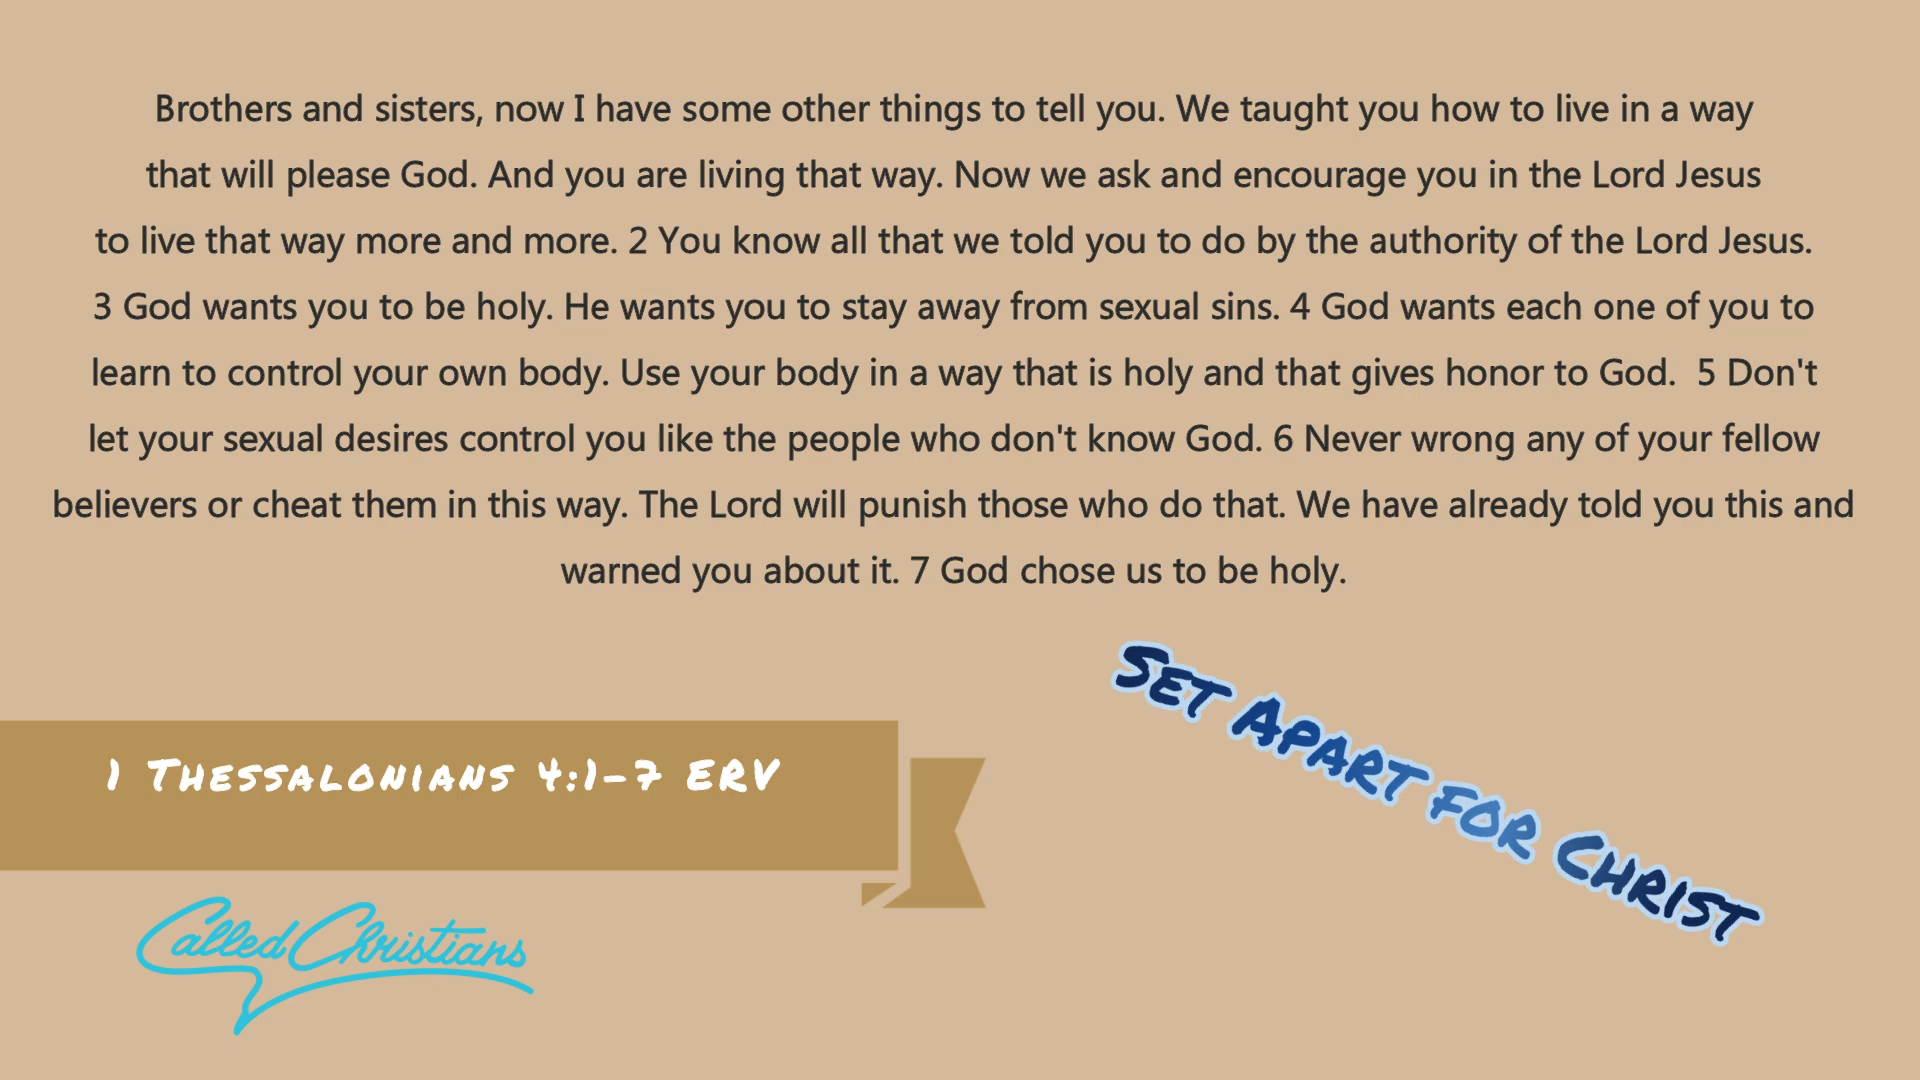 Brothers and sisters, now I have some other things to tell you. We taught you how to live in a way
that will please God. And you are living that way. Now we ask and encourage you in the Lord Jesus
to live that way more and more. 2 You know all that we told you to do by the authority of the Lord Jesus.
3 God wants you to be holy. He wants you to stay away from sexual sins. 4 God wants each one of you to
learn to control your own body. Use your body in a way that is holy and that gives honor to God.  5 Don't
let your sexual desires control you like the people who don't know God. 6 Never wrong any of your fellow
believers or cheat them in this way. The Lord will punish those who do that. We have already told you this and
warned you about it. 7 God chose us to be holy.
Set Apart for Christ
1 Thessalonians 4:1-7 ERV
Called Christians